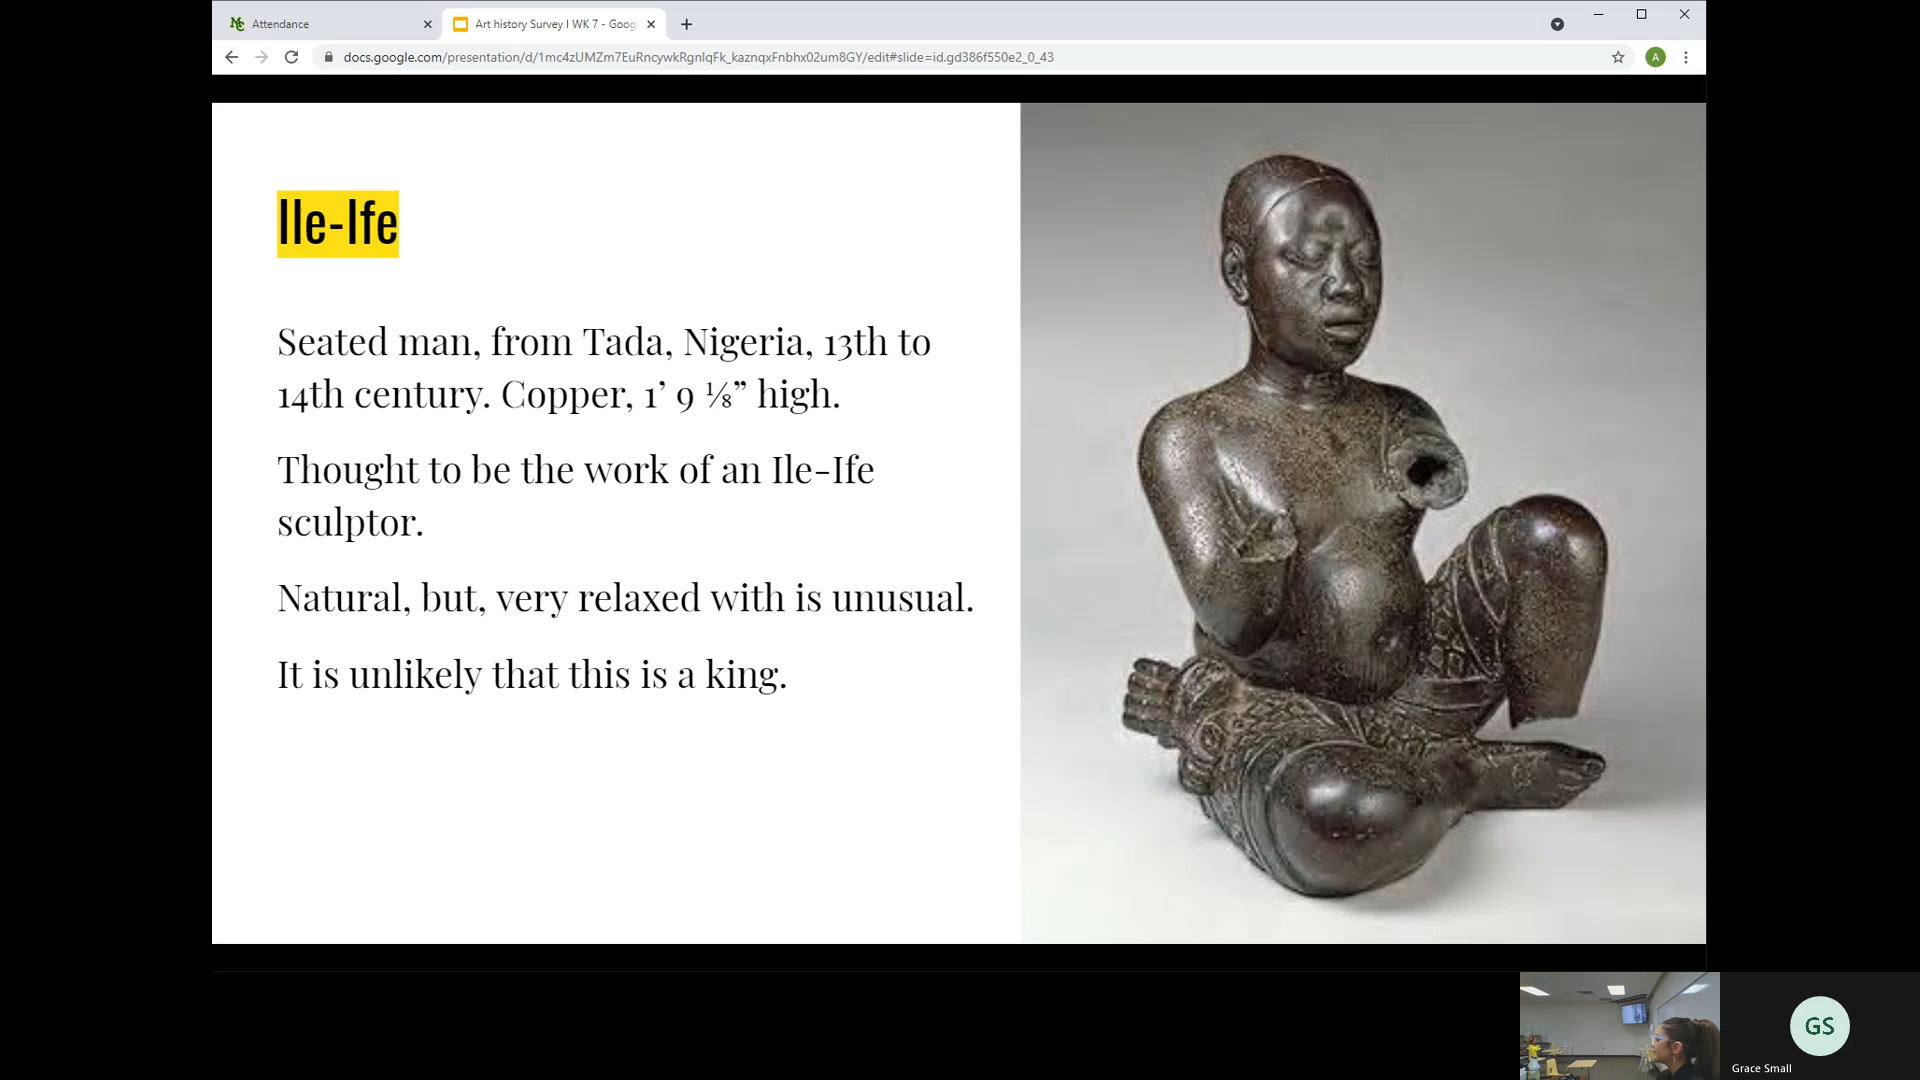 Attendance
Art history Survey I WK 7 - Goog
docs.google.com/presentation/d/1mc4zUMZm7EuRncywkRgnIqFk_kaznqxFnbhx02um8GY/edit#slide=id.gd386f550e2_0_43
A
Ile-Ife
Seated man, from Tada, Nigeria, 13th to
14th century. Copper, 1’ 9 ⅛” high.
Thought to be the work of an Ile-Ife
sculptor.
Natural, but, very relaxed with is unusual.
It is unlikely that this is a king.
GS
Grace Small